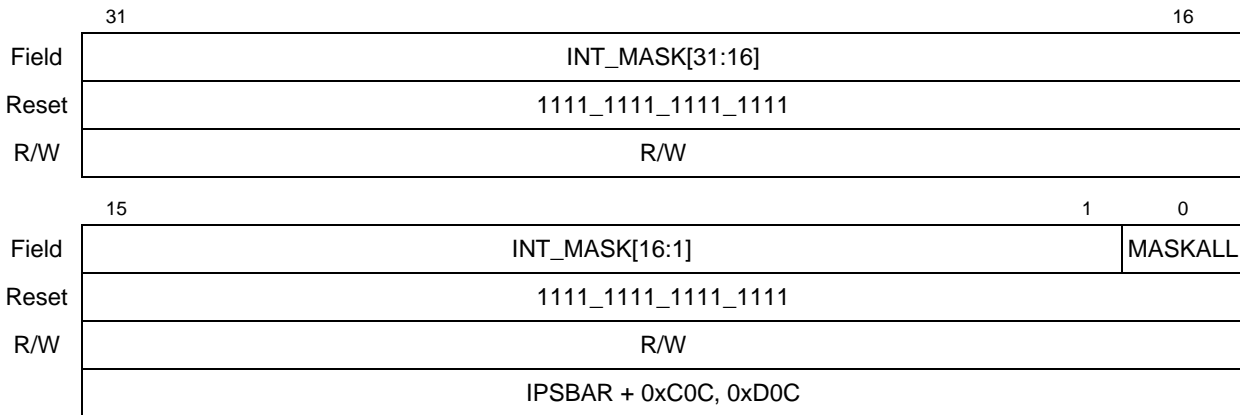 31 16
Field INT_MASK[31:16]
Reset 1111_1111_1111_1111
R/W R/W
15 1 0
Field INT_MASK[16:1] MASKALL
Reset 1111_1111_1111_1111
R/W R/W
IPSBAR + 0xC0C, 0xD0C